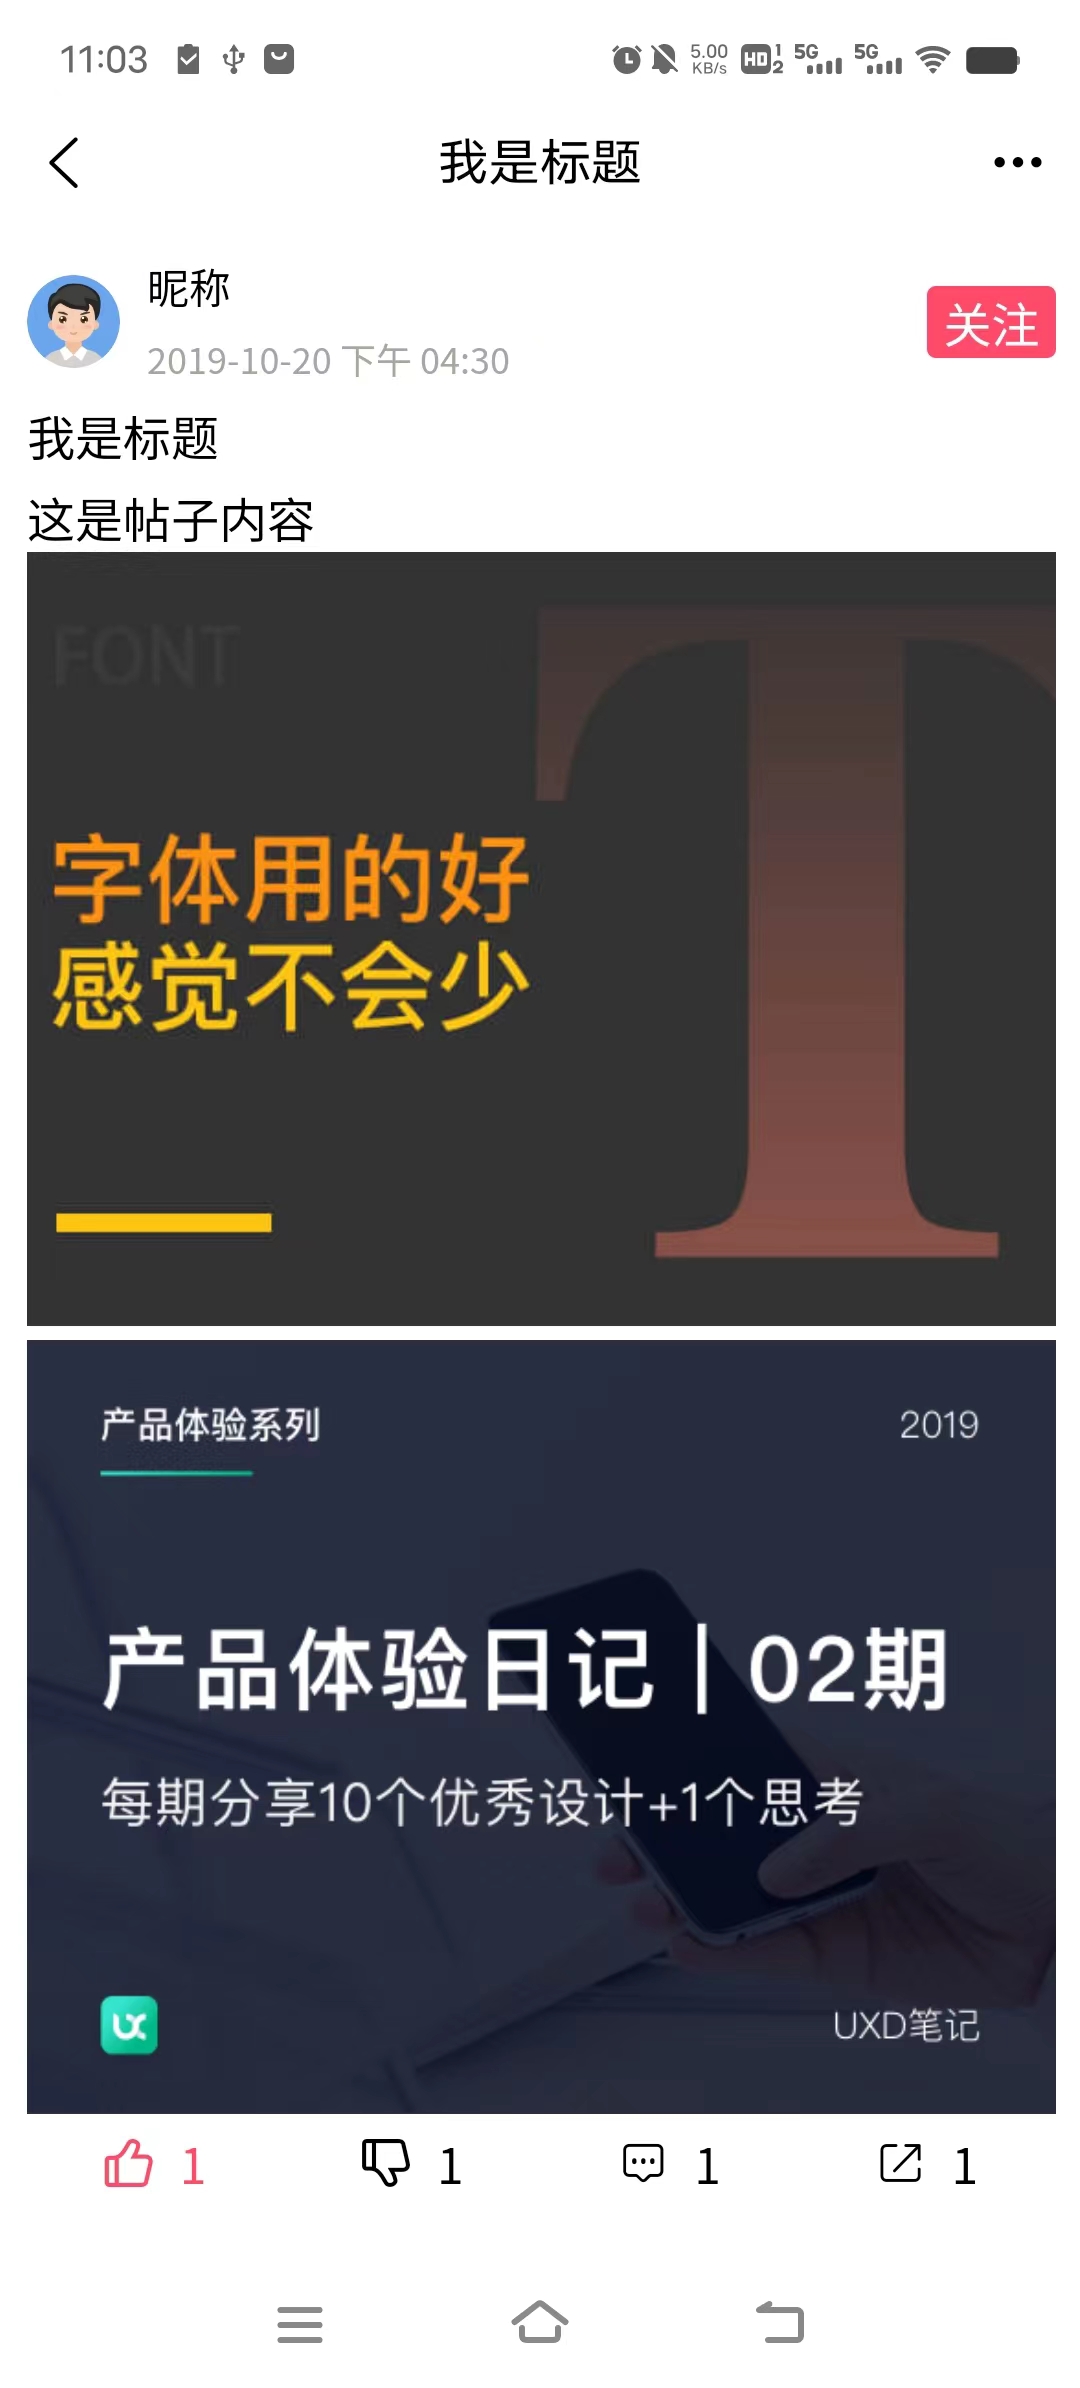 11:03
5.00
KB/s
HD 1 2
5G
5G
我是标题
昵称
2019-10-20 下午 04:30
关注
我是标题
这是帖子内容
FONT
T
字体用的好
感觉不会少
产品体验系列
2019
产品体验日记 | 02期
每期分享10个优秀设计+1个思考
UX
UXD笔记
1
1
1
1